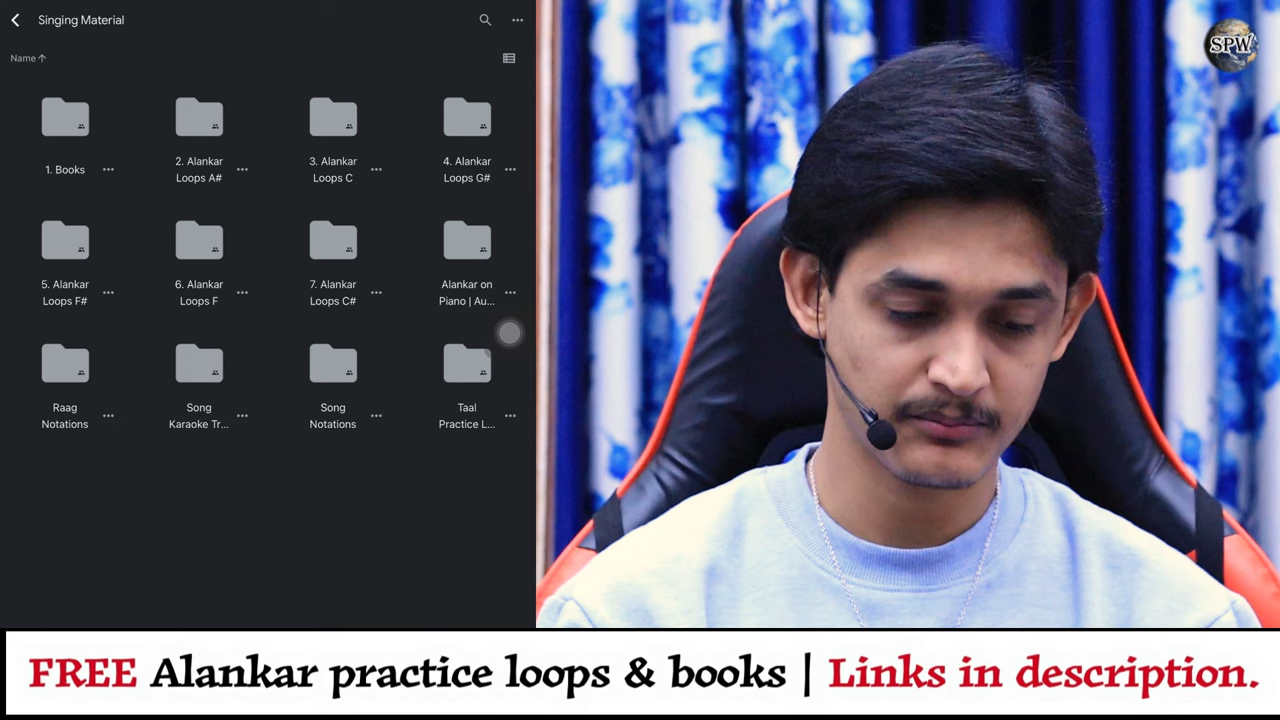 Singing Material
Name
1. Books
2. Alankar
Loops A#
3. Alankar
Loops C
4. Alankar
Loops G#
5. Alankar
Loops F#
6. Alankar
Loops F
7. Alankar
Loops C#
Alankar on
Piano | Au...
Raag
Notations
Song
Karaoke Tr...
Song
Notations
Taal
Practice L...
SPW
FREE Alankar practice loops & books | Links in description.